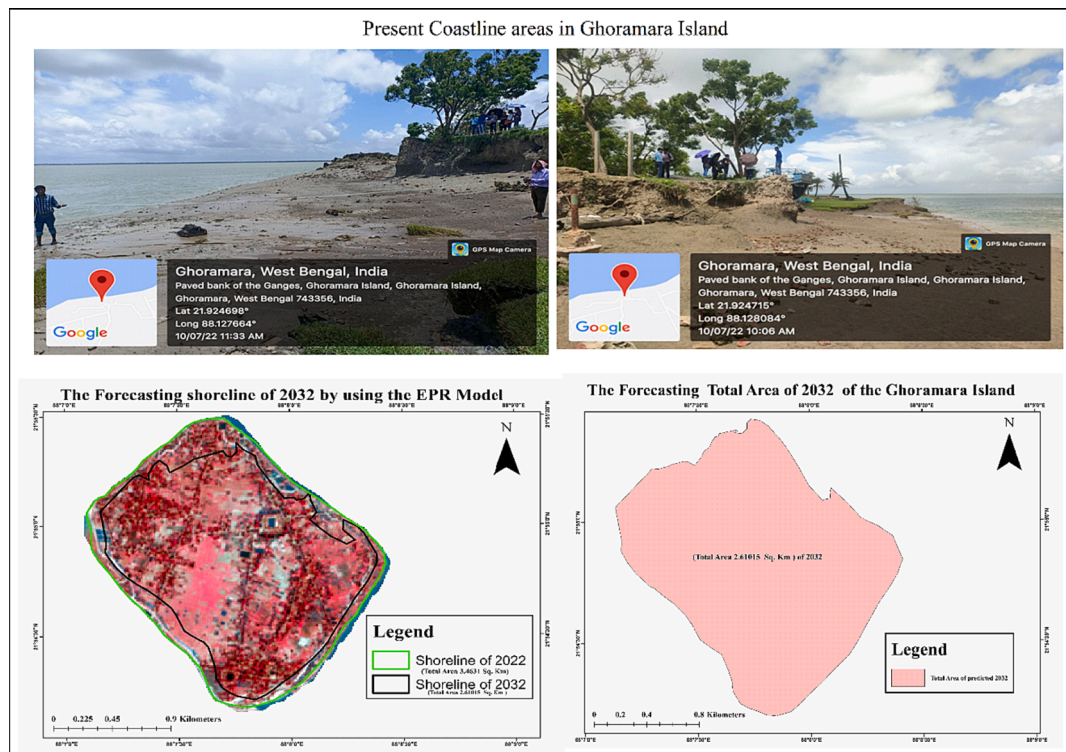 Present Coastline areas in Ghoramara Island
GPS Map Camera
Google
Ghoramara, West Bengal, India
Paved bank of the Ganges, Ghoramara Island, Ghoramara Island,
Ghoramara, West Bengal 743356, India
Lat 21.924698°
Long 88.127664°
10/07/22 11:33 AM
GPS Map Camera
Google
Ghoramara, West Bengal, India
Paved bank of the Ganges, Ghoramara Island, Ghoramara Island,
Ghoramara, West Bengal 743356, India
Lat 21.924715°
Long 88.128084°
10/07/22 10:06 AM
The Forecasting shoreline of 2032 by using the EPR Model
N
Legend
Shoreline of 2022
(Total Area 3.4631 Sq. Km)
Shoreline of 2032
(Total Area 2.61015 Sq. Km )
0 0.225 0.45 0.9 Kilometers
The Forecasting Total Area of 2032 of the Ghoramara Island
N
(Total Area 2.61015 Sq. Km ) of 2032
Legend
Total Area of predicted 2032
0 0.2 0.4 0.8 Kilometers